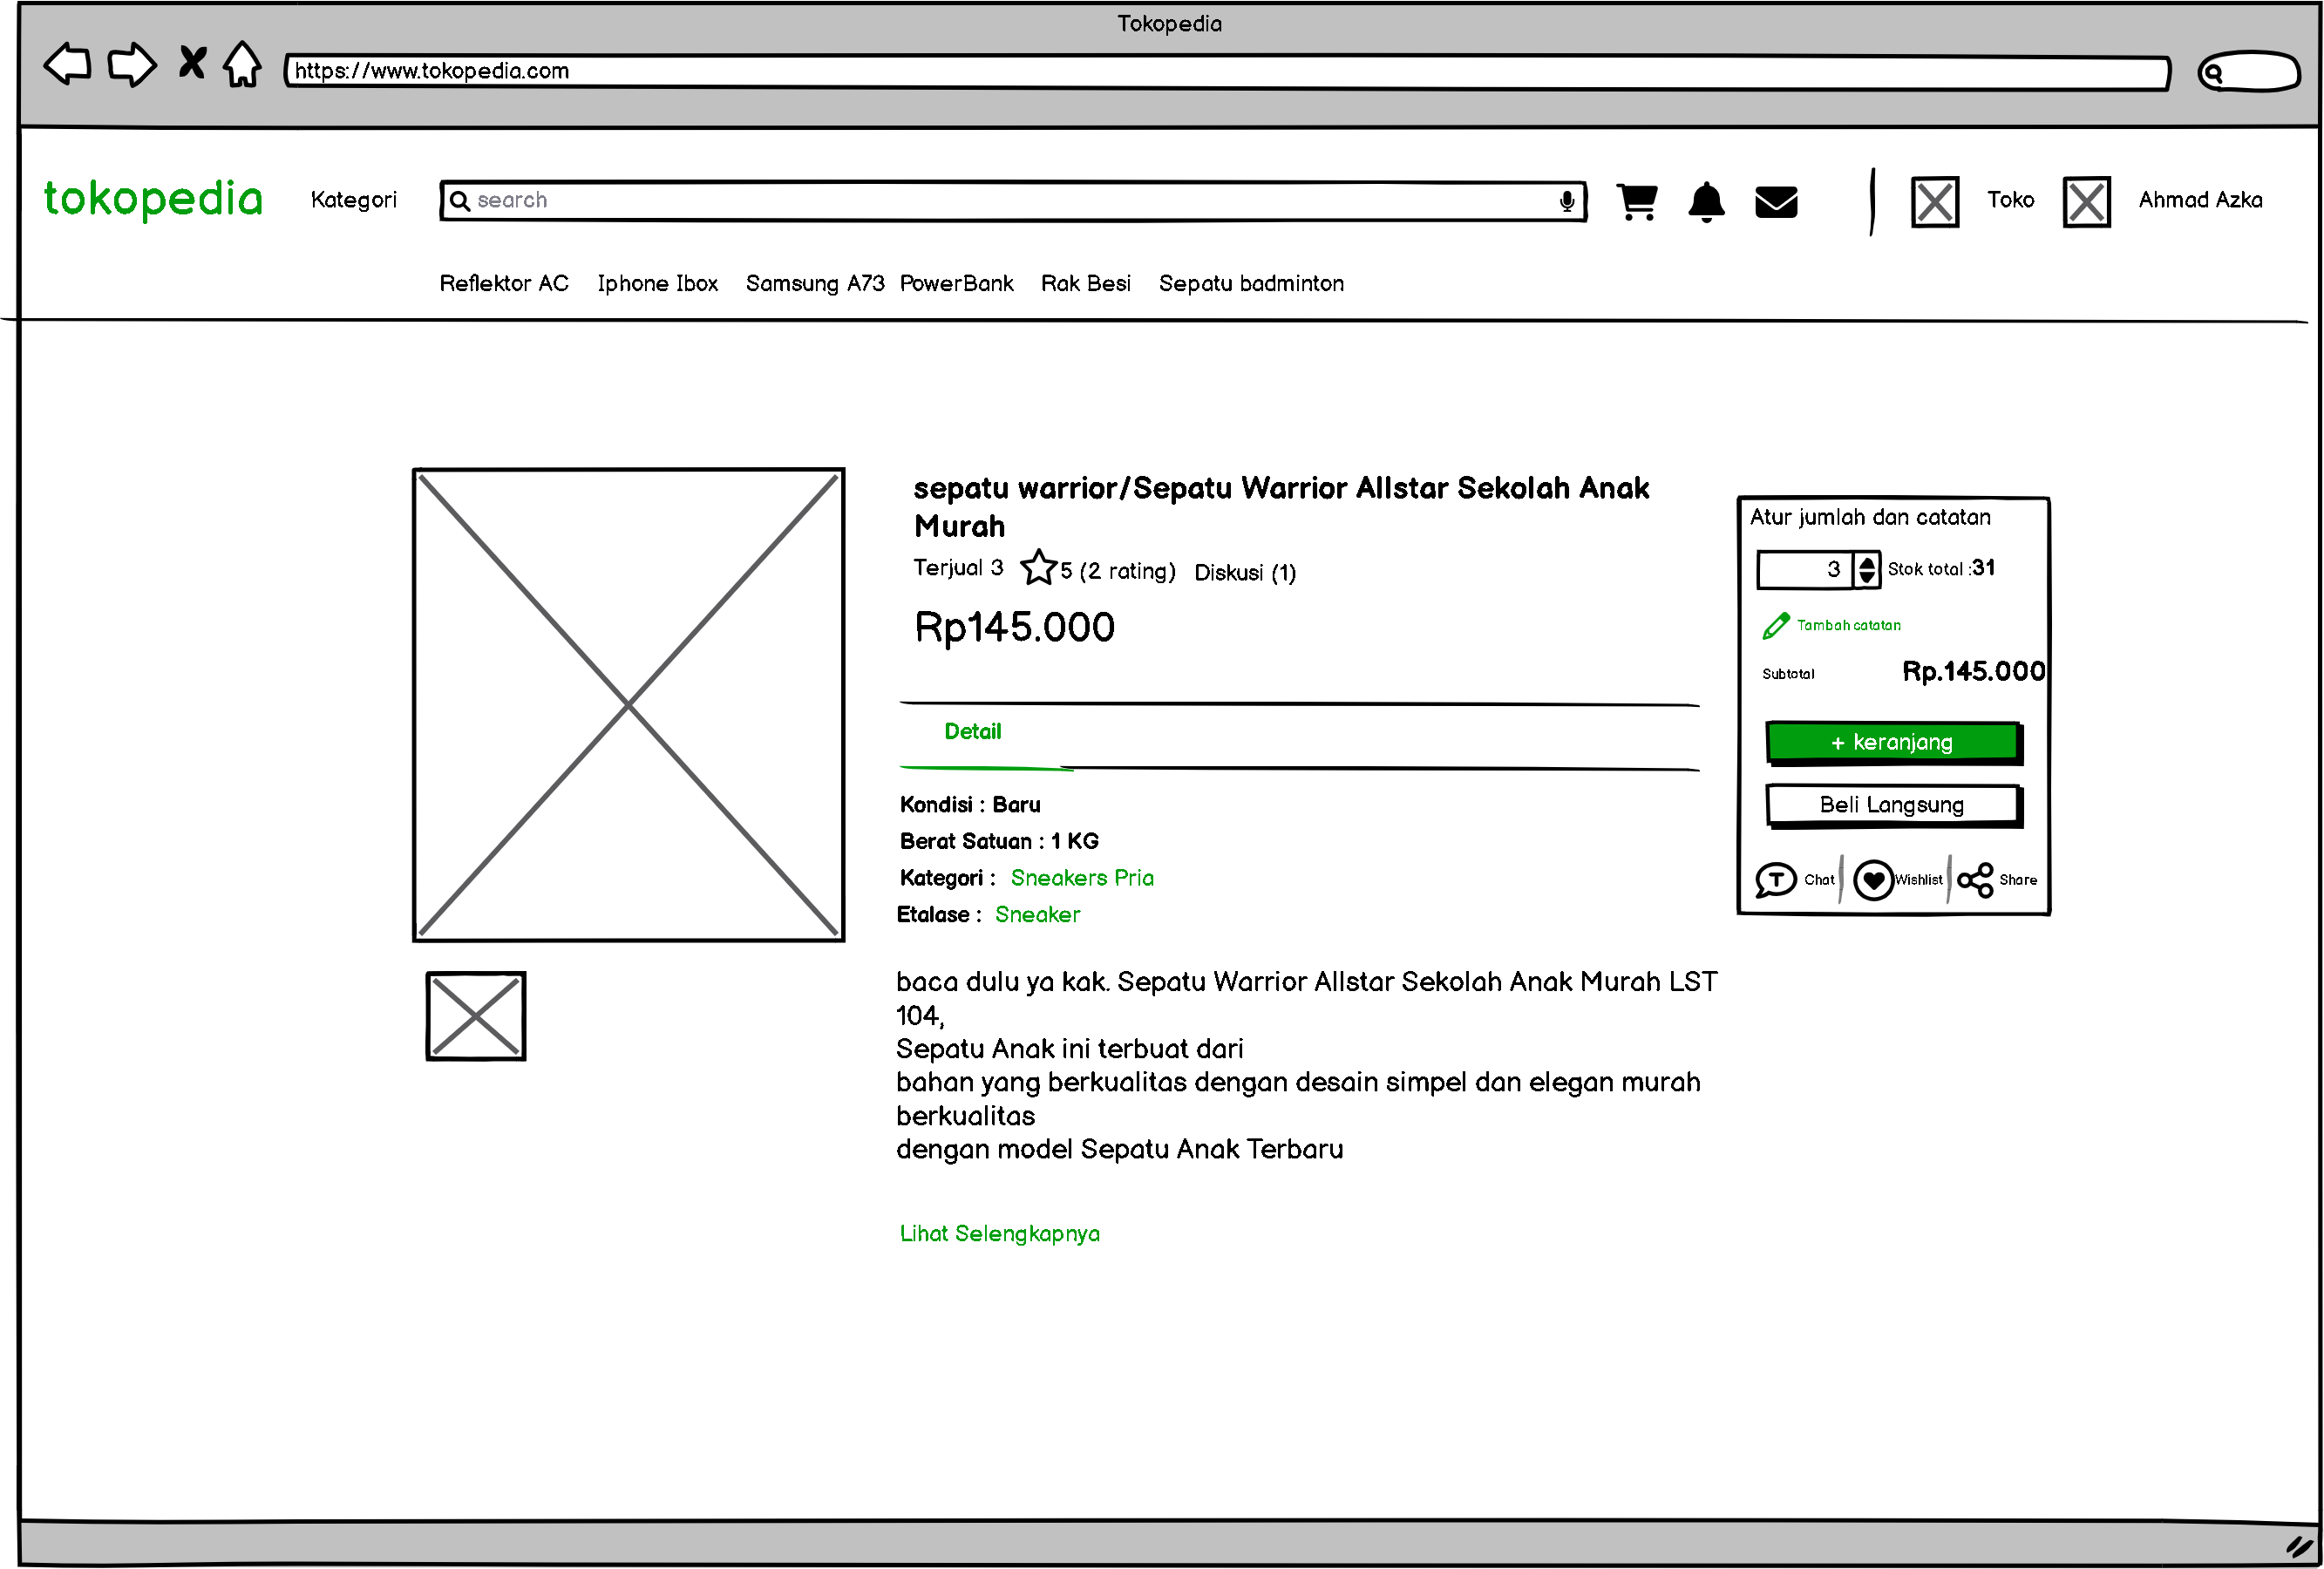 Tokopedia
https://www.tokopedia.com
tokopedia
Kategori
search
Toko
Ahmad Azka
Reflektor AC Iphone Ibox Samsung A73 PowerBank Rak Besi Sepatu badminton
sepatu warrior/Sepatu Warrior Allstar Sekolah Anak
Murah
Terjual 3 5 (2 rating) Diskusi (1)
Rp145.000
Detail
Kondisi : Baru
Berat Satuan : 1 KG
Kategori : Sneakers Pria
Etalase : Sneaker
baca dulu ya kak. Sepatu Warrior Allstar Sekolah Anak Murah LST
104,
Sepatu Anak ini terbuat dari
bahan yang berkualitas dengan desain simpel dan elegan murah
berkualitas
dengan model Sepatu Anak Terbaru
Lihat Selengkapnya
Atur jumlah dan catatan
3 Stok total :31
Tambah catatan
Subtotal Rp.145.000
+ keranjang
Beli Langsung
T Chat Wishlist Share